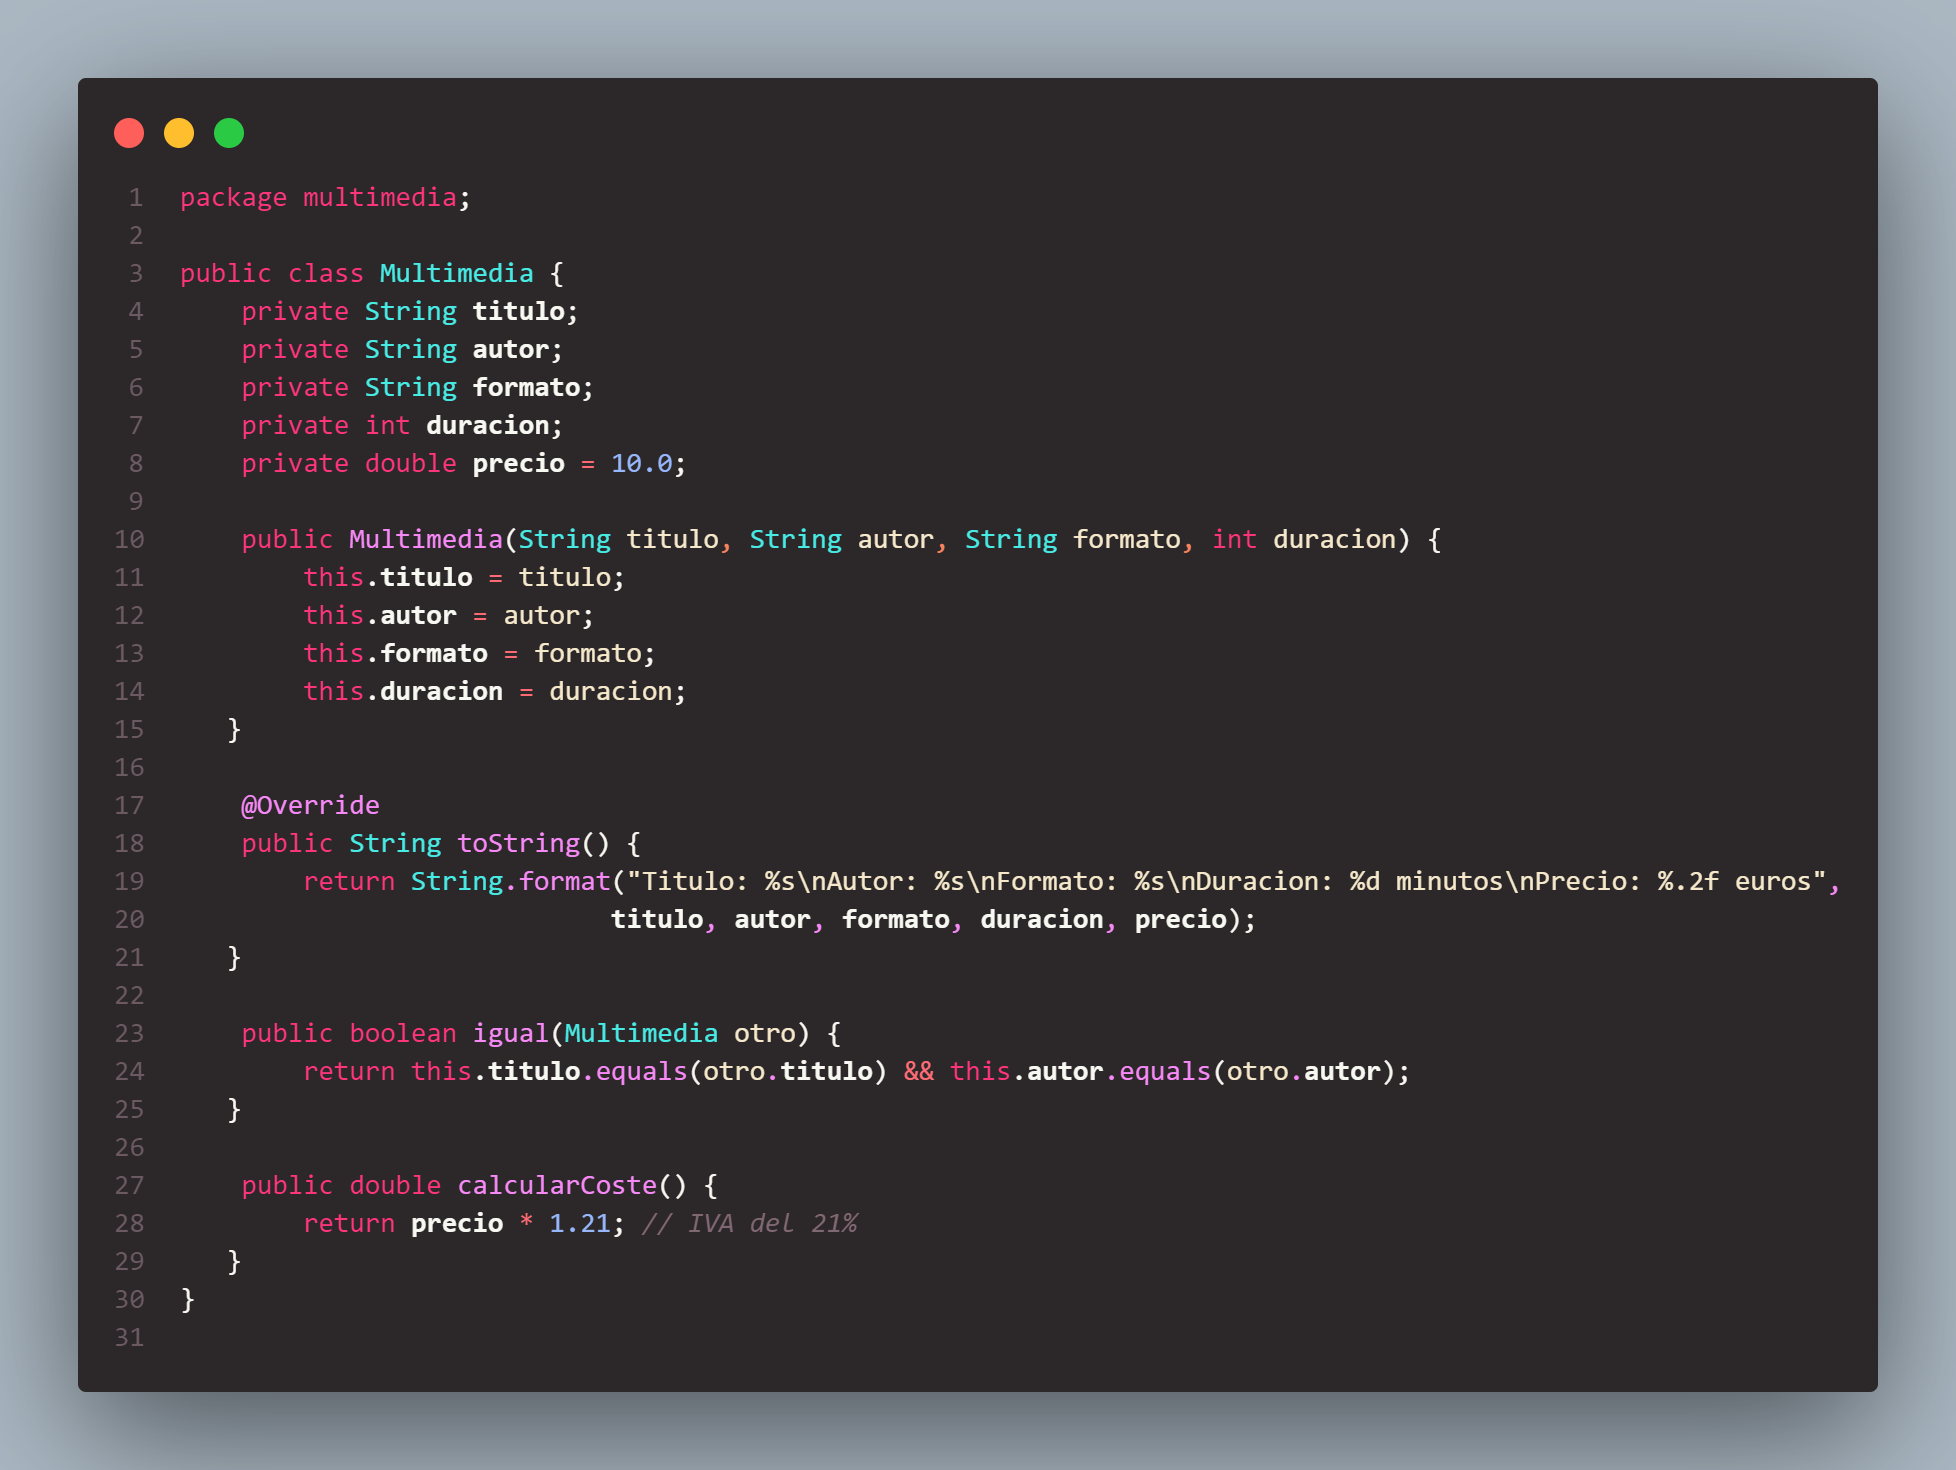 1 package multimedia;
2
3 public class Multimedia {
4     private String titulo;
5     private String autor;
6     private String formato;
7     private int duracion;
8     private double precio = 10.0;
9
10     public Multimedia(String titulo, String autor, String formato, int duracion) {
11         this.titulo = titulo;
12         this.autor = autor;
13         this.formato = formato;
14         this.duracion = duracion;
15    }
16
17     @Override
18     public String toString() {
19         return String.format("Titulo: %s\nAutor: %s\nFormato: %s\nDuracion: %d minutos\nPrecio: %.2f euros",
20                             titulo, autor, formato, duracion, precio);
21    }
22
23     public boolean igual(Multimedia otro) {
24         return this.titulo.equals(otro.titulo) && this.autor.equals(otro.autor);
25    }
26
27     public double calcularCoste() {
28         return precio * 1.21; // IVA del 21%
29    }
30 }
31